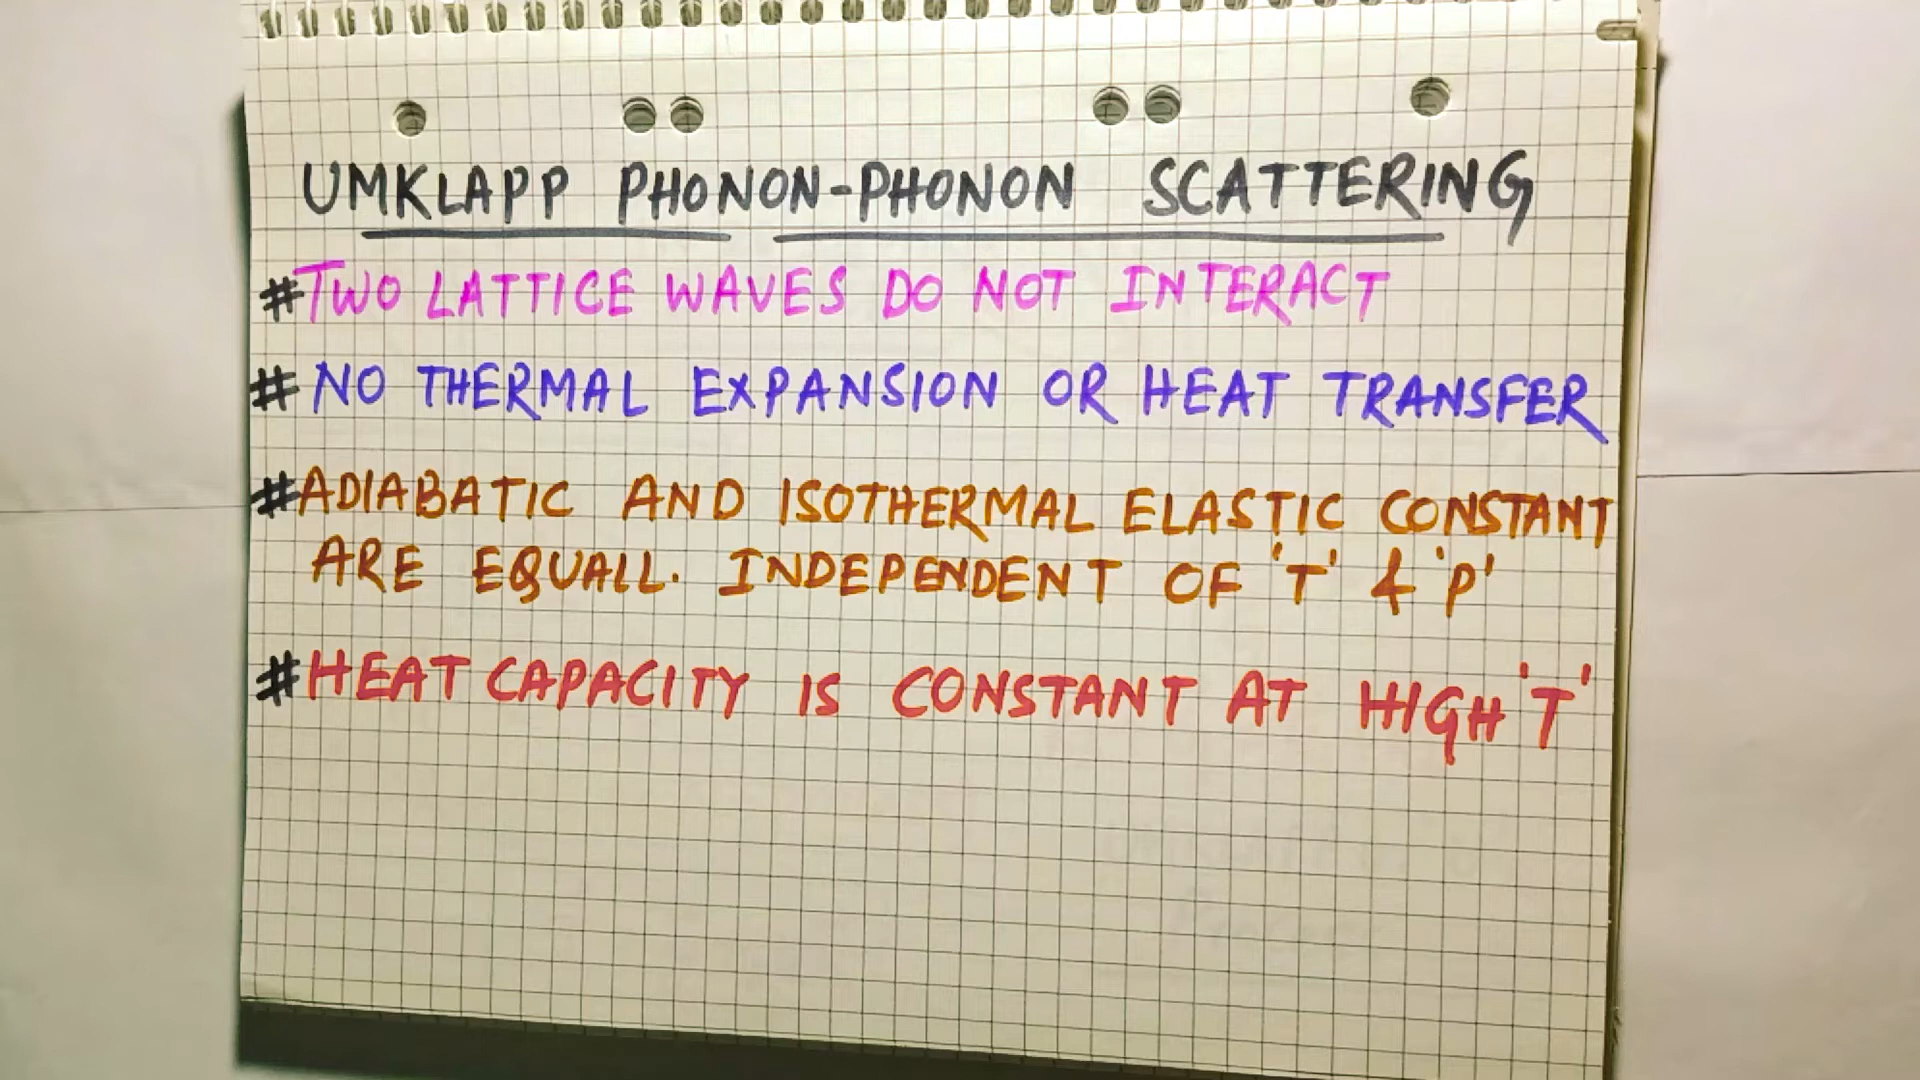 UMKLAPP PHONON-PHONON SCATTERING
#TWO LATTICE WAVES DO NOT INTERACT
# NO THERMAL EXPANSION OR HEAT TRANSFER
#ADIABATIC AND ISOTHERMAL ELASTIC CONSTANT
ARE EQUALL. INDEPENDENT OF 'T' & 'P'
#HEAT CAPACITY IS CONSTANT AT HIGH 'T'